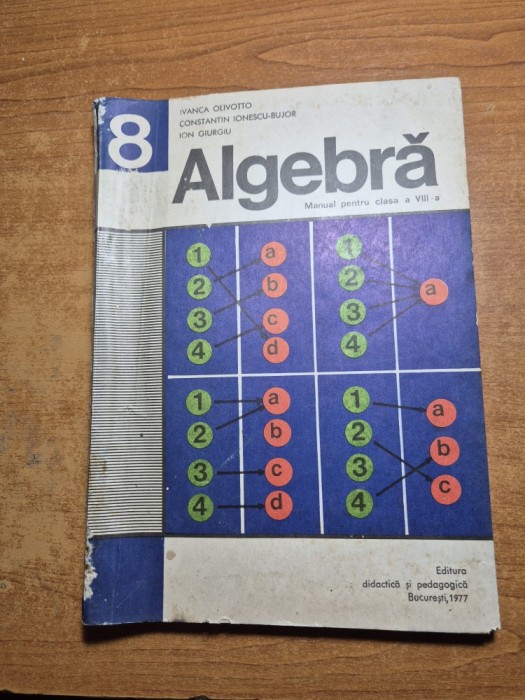 8
IVANCA OLIVOTTO
CONSTANTIN IONESCU-BUJOR
ION GIURGIU
Algebră
Manual pentru clasa a VIII-a
1
2
3
4
a
b
c
d
1
2
3
4
a
1
2
3
4
a
b
c
d
1
2
3
4
a
b
c
Editura
didactică și pedagogică
București, 1977